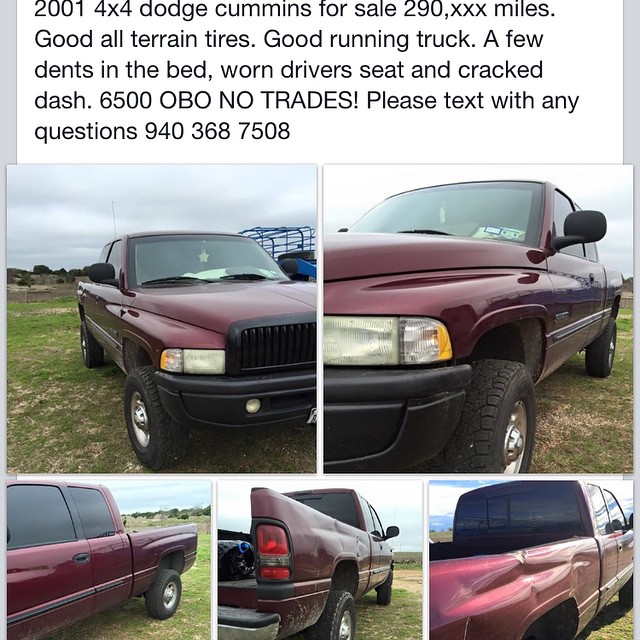 2001 4x4 dodge cummins for sale 290,xxx miles.
Good all terrain tires. Good running truck. A few
dents in the bed, worn drivers seat and cracked
dash. 6500 OBO NO TRADES! Please text with any
questions 940 368 7508